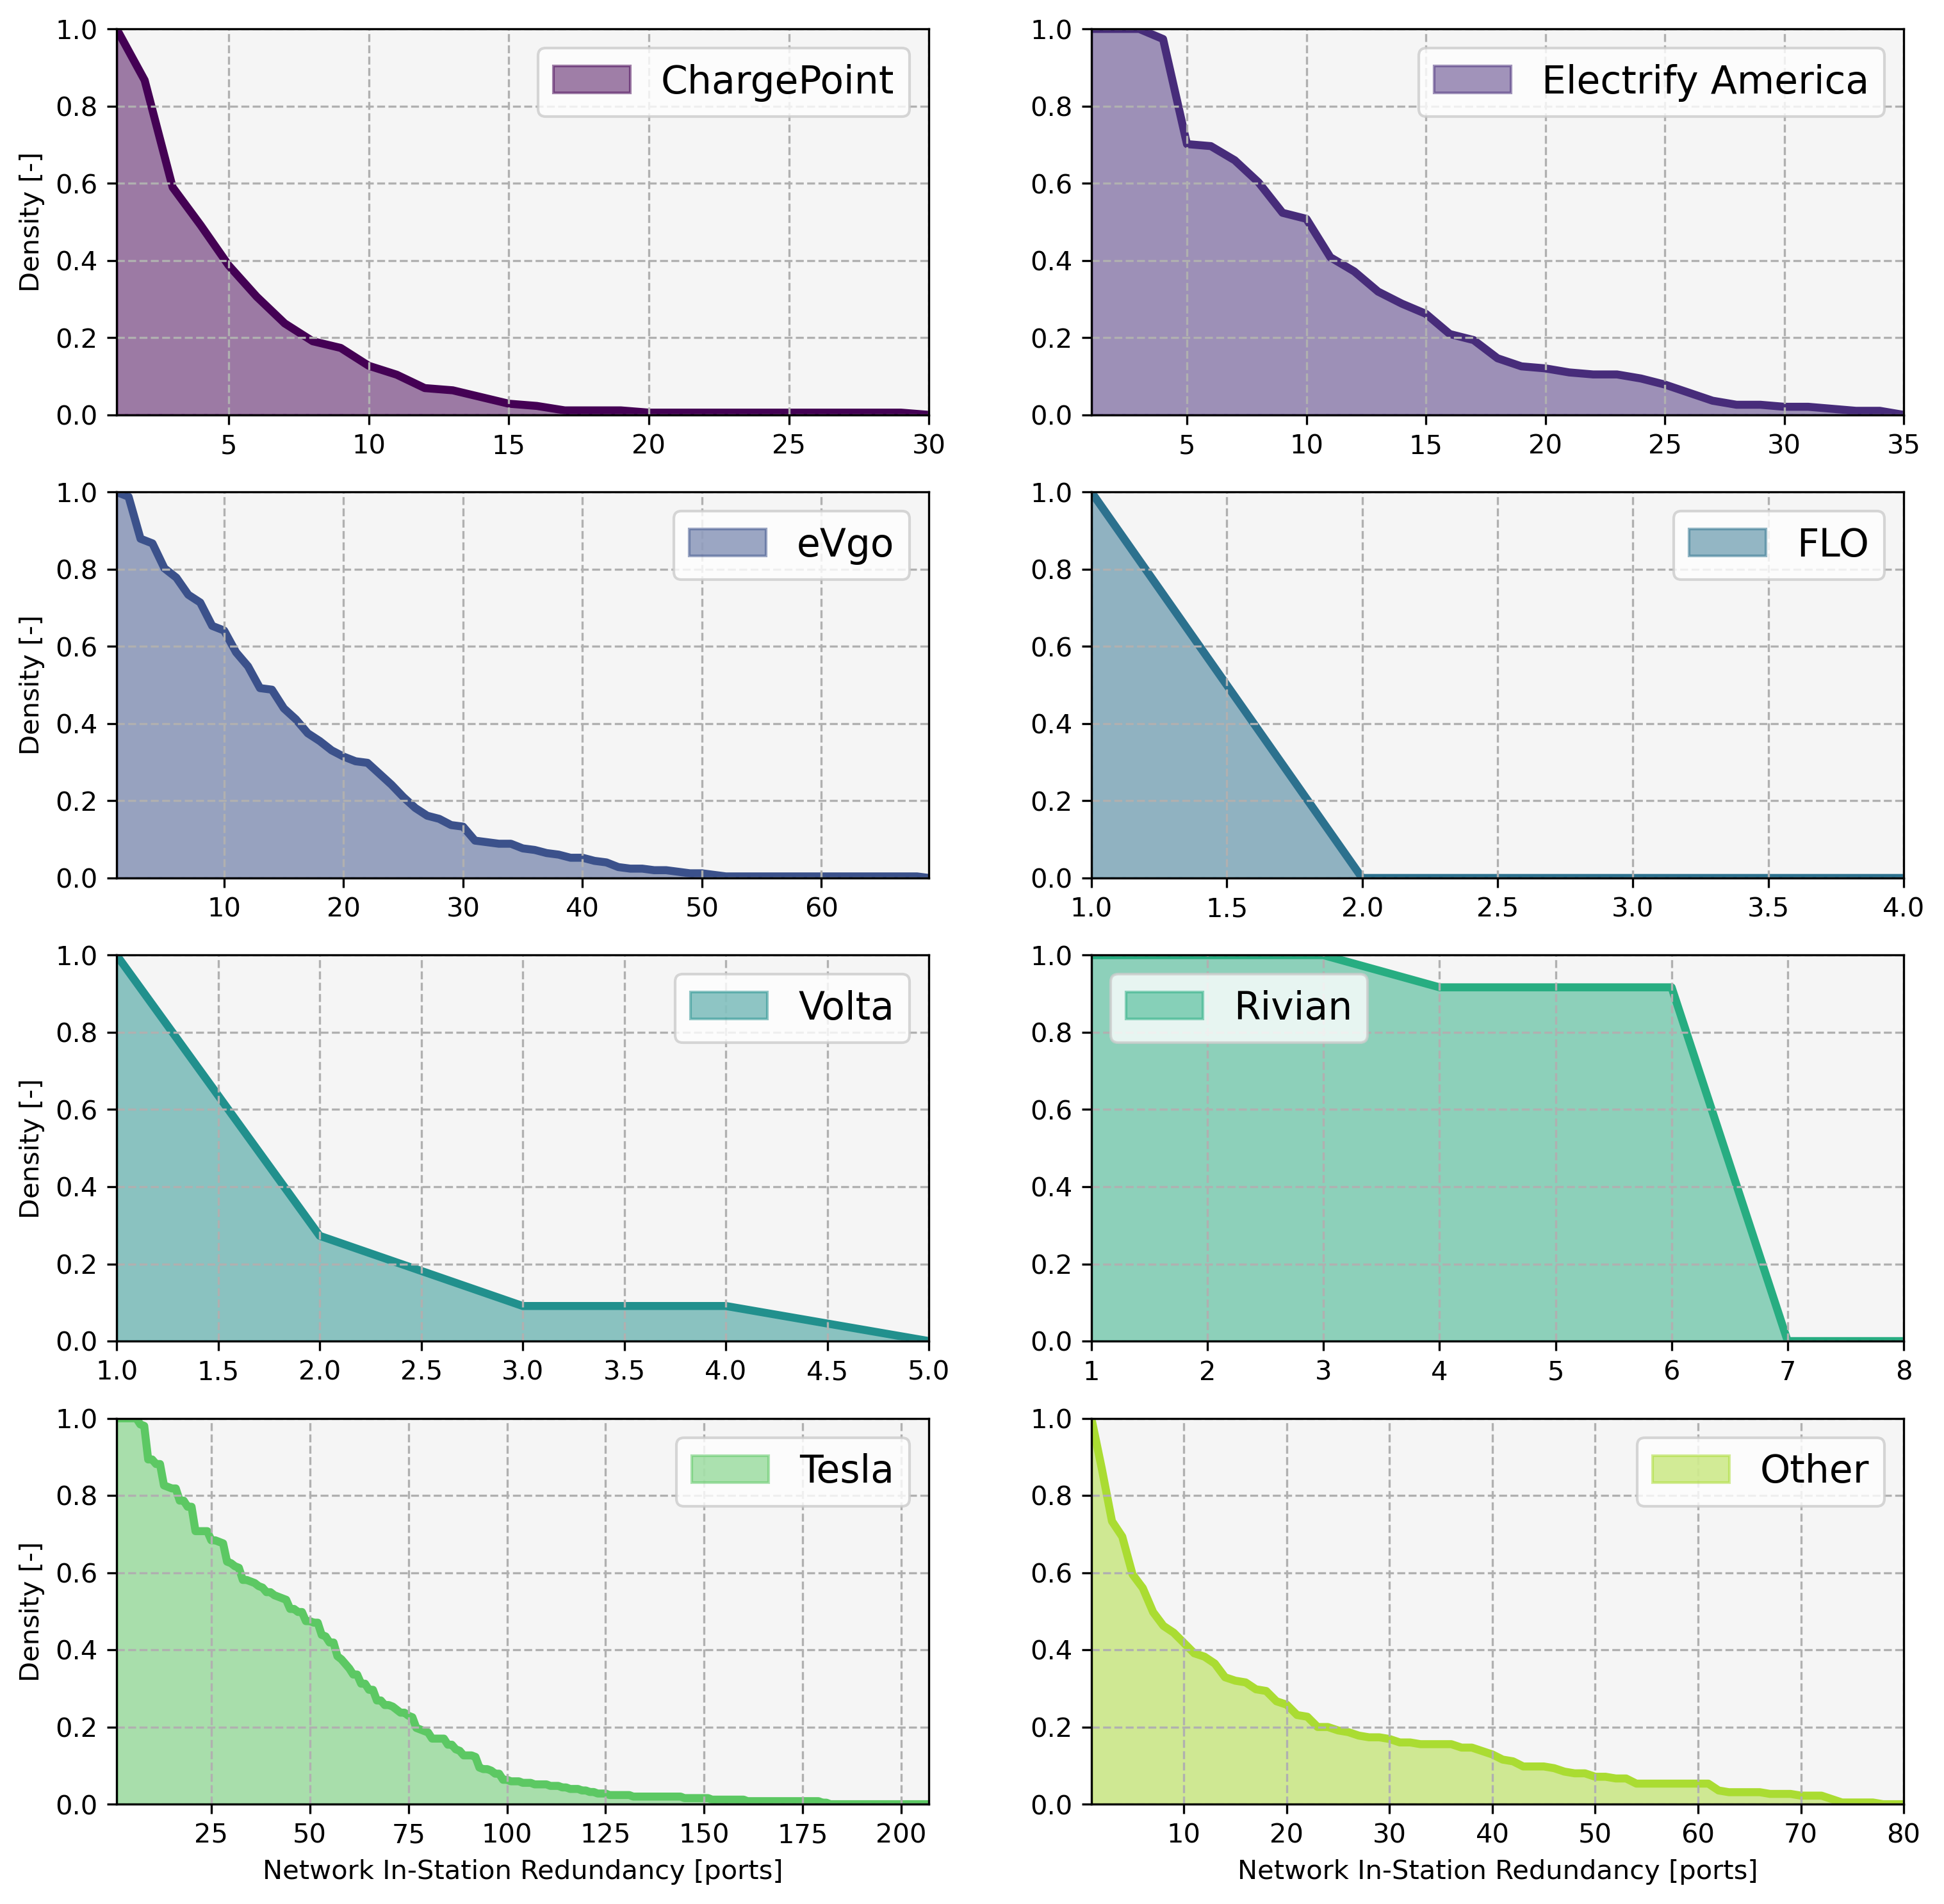 1.0
0.8
0.6
0.4
0.2
0.0
Density [-]
5 10 15 20 25 30
ChargePoint
1.0
0.8
0.6
0.4
0.2
0.0
5 10 15 20 25 30 35
Electrify America
1.0
0.8
0.6
0.4
0.2
0.0
Density [-]
10 20 30 40 50 60
eVgo
1.0
0.8
0.6
0.4
0.2
0.0
1.0 1.5 2.0 2.5 3.0 3.5 4.0
FLO
1.0
0.8
0.6
0.4
0.2
0.0
Density [-]
1.0 1.5 2.0 2.5 3.0 3.5 4.0 4.5 5.0
Volta
1.0
0.8
0.6
0.4
0.2
0.0
1 2 3 4 5 6 7 8
Rivian
1.0
0.8
0.6
0.4
0.2
0.0
Density [-]
25 50 75 100 125 150 175 200
Network In-Station Redundancy [ports]
Tesla
1.0
0.8
0.6
0.4
0.2
0.0
10 20 30 40 50 60 70 80
Network In-Station Redundancy [ports]
Other